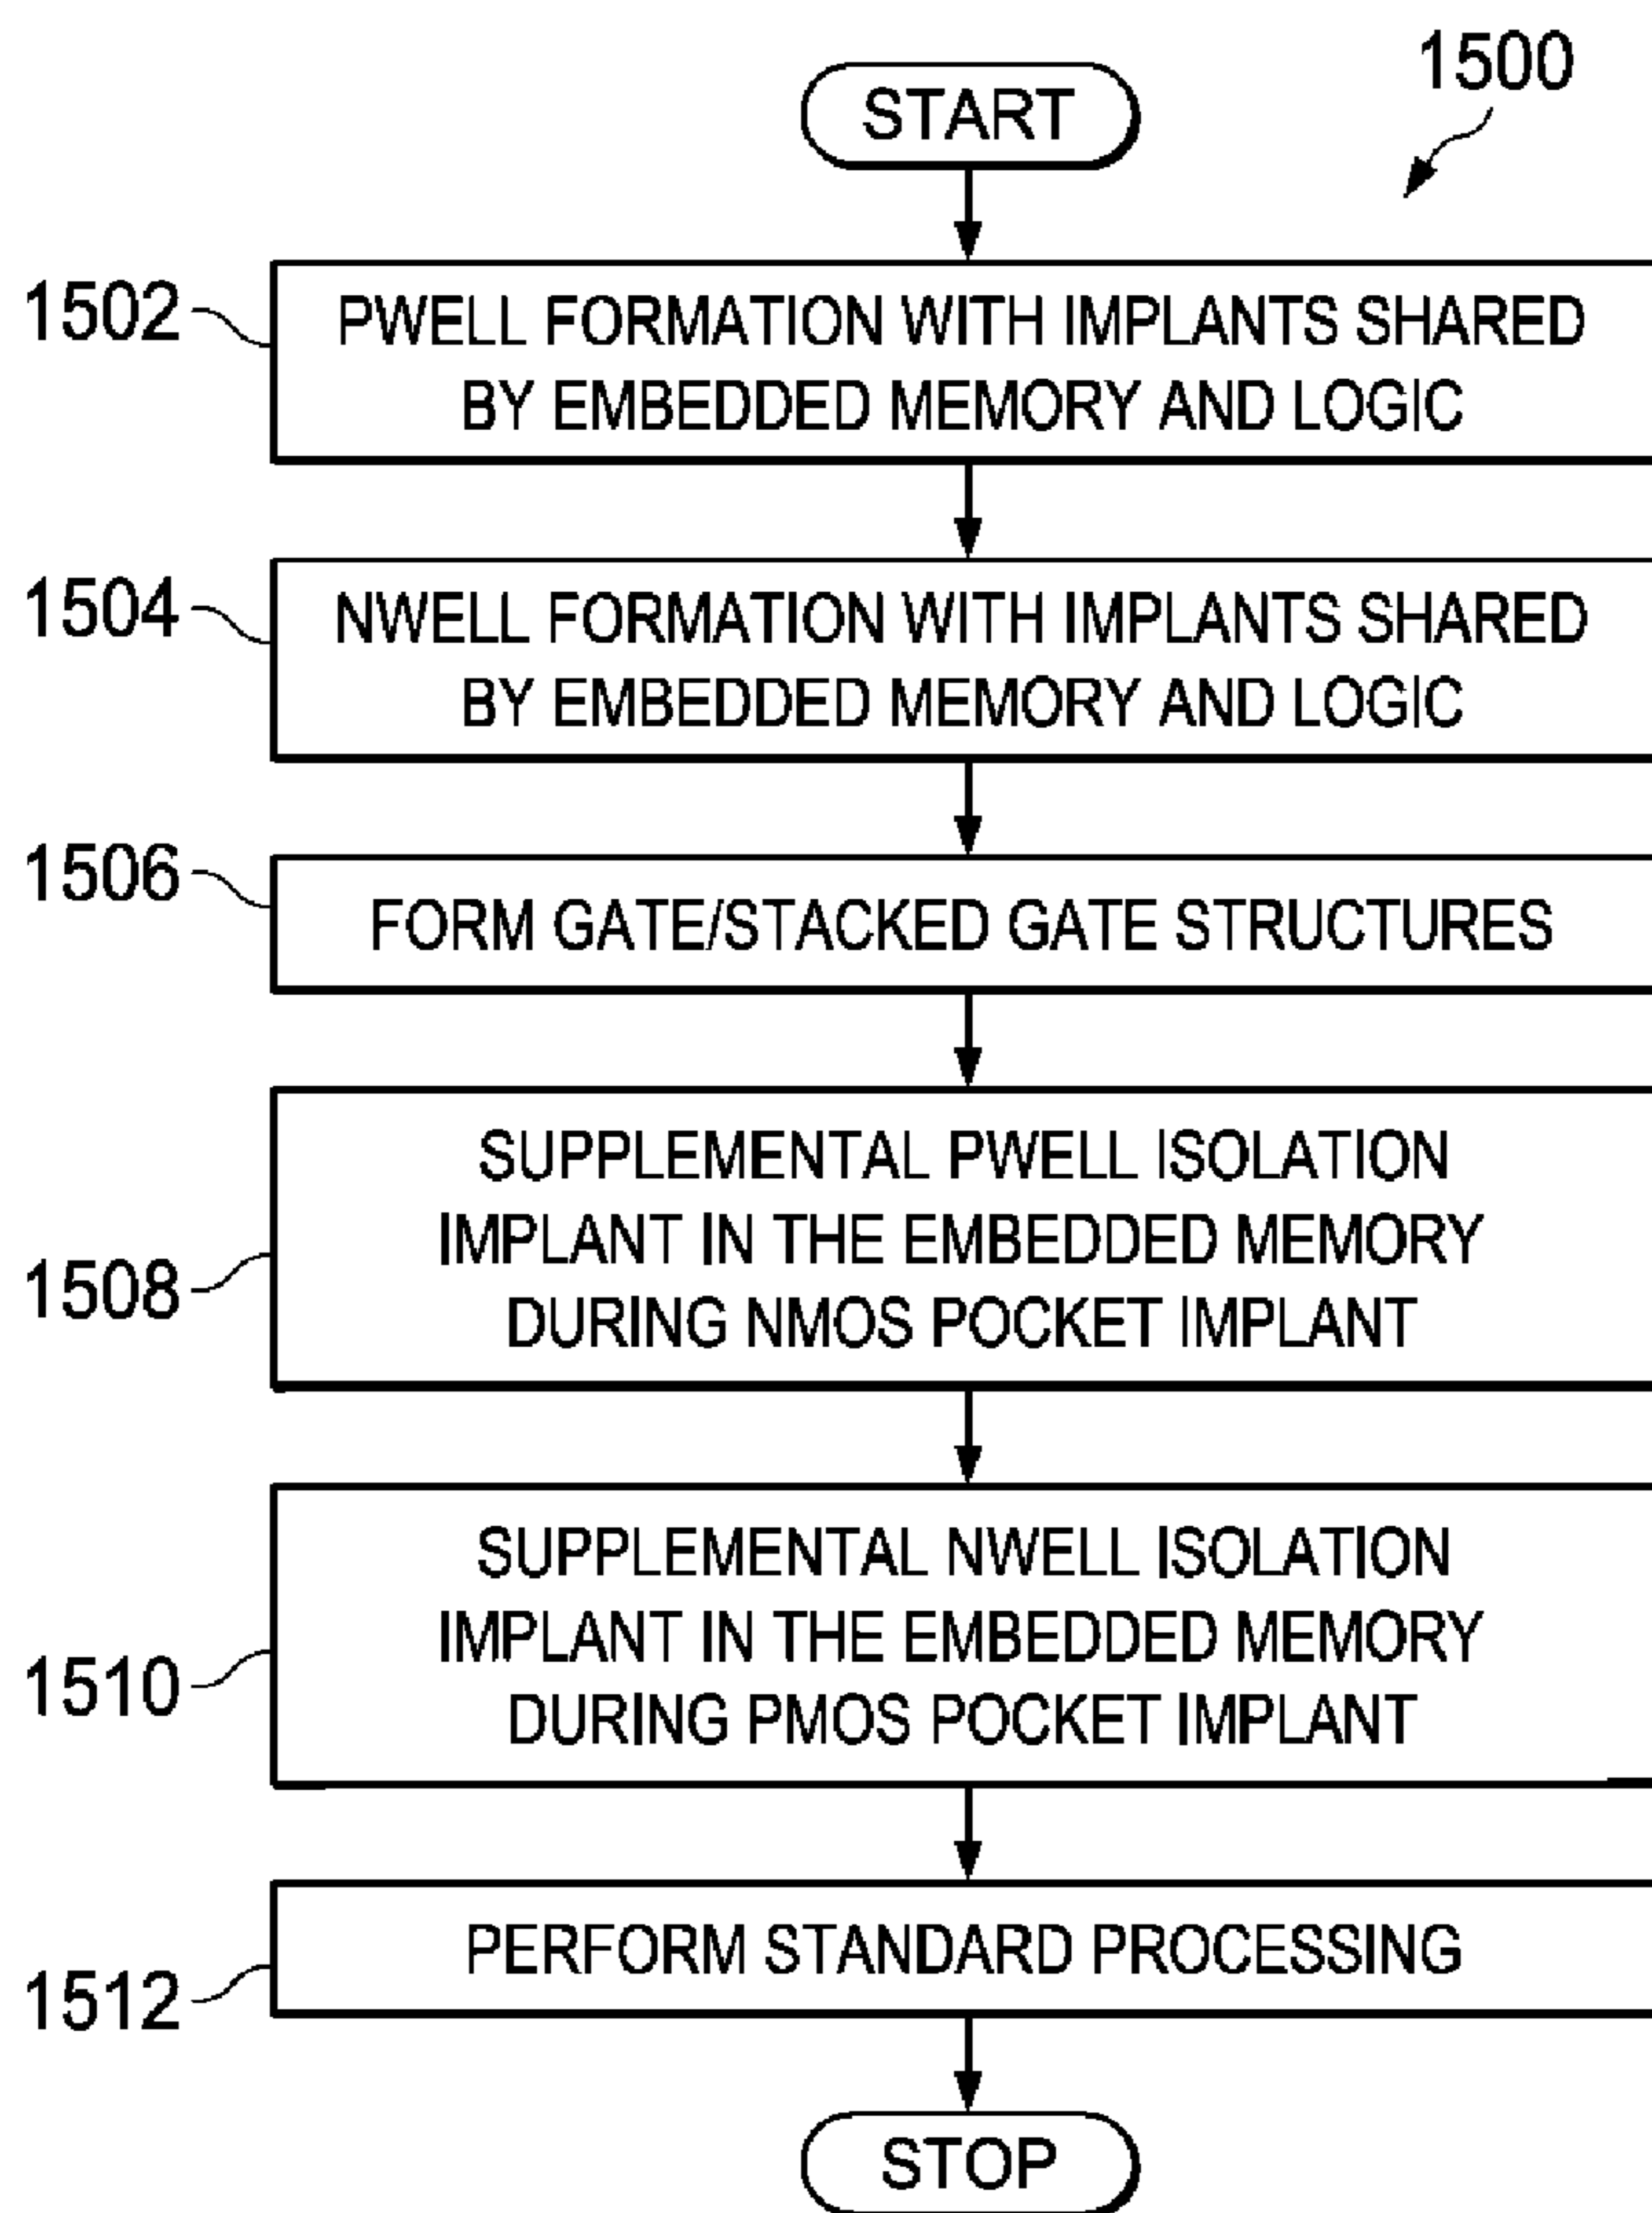 1500
START
1502
PWELL FORMATION WITH IMPLANTS SHARED
BY EMBEDDED MEMORY AND LOGIC
1504
NWELL FORMATION WITH IMPLANTS SHARED
BY EMBEDDED MEMORY AND LOGIC
1506
FORM GATE/STACKED GATE STRUCTURES
1508
SUPPLEMENTAL PWELL ISOLATION
IMPLANT IN THE EMBEDDED MEMORY
DURING NMOS POCKET IMPLANT
1510
SUPPLEMENTAL NWELL ISOLATION
IMPLANT IN THE EMBEDDED MEMORY
DURING PMOS POCKET IMPLANT
1512
PERFORM STANDARD PROCESSING
STOP